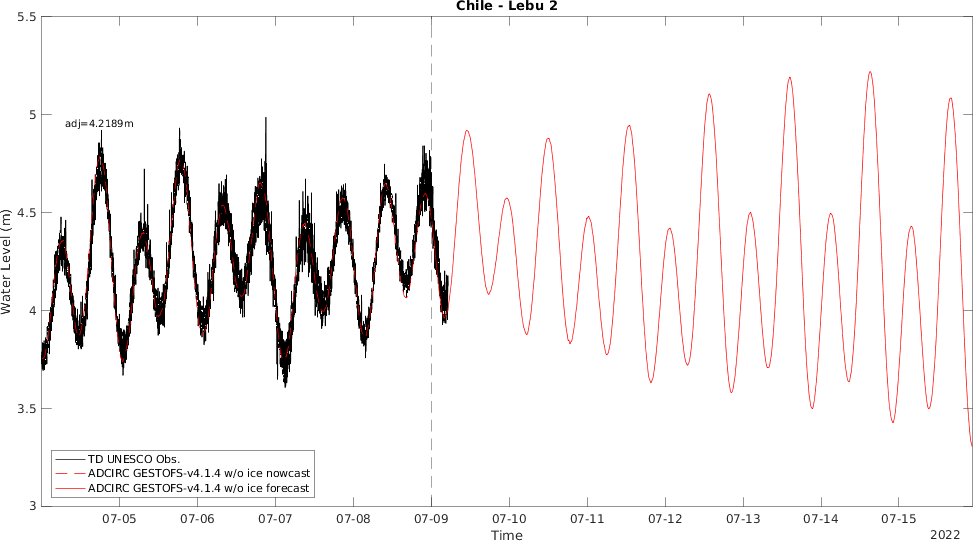 Chile - Lebu 2
5.5
5
4.5
4
3.5
3
Water Level (m)
adj=4.2189m
TD UNESCO Obs.
ADCIRC GESTOFS-v4.1.4 w/o ice nowcast
ADCIRC GESTOFS-v4.1.4 w/o ice forecast
07-05 07-06 07-07 07-08 07-09 07-10 07-11 07-12 07-13 07-14 07-15
Time
2022